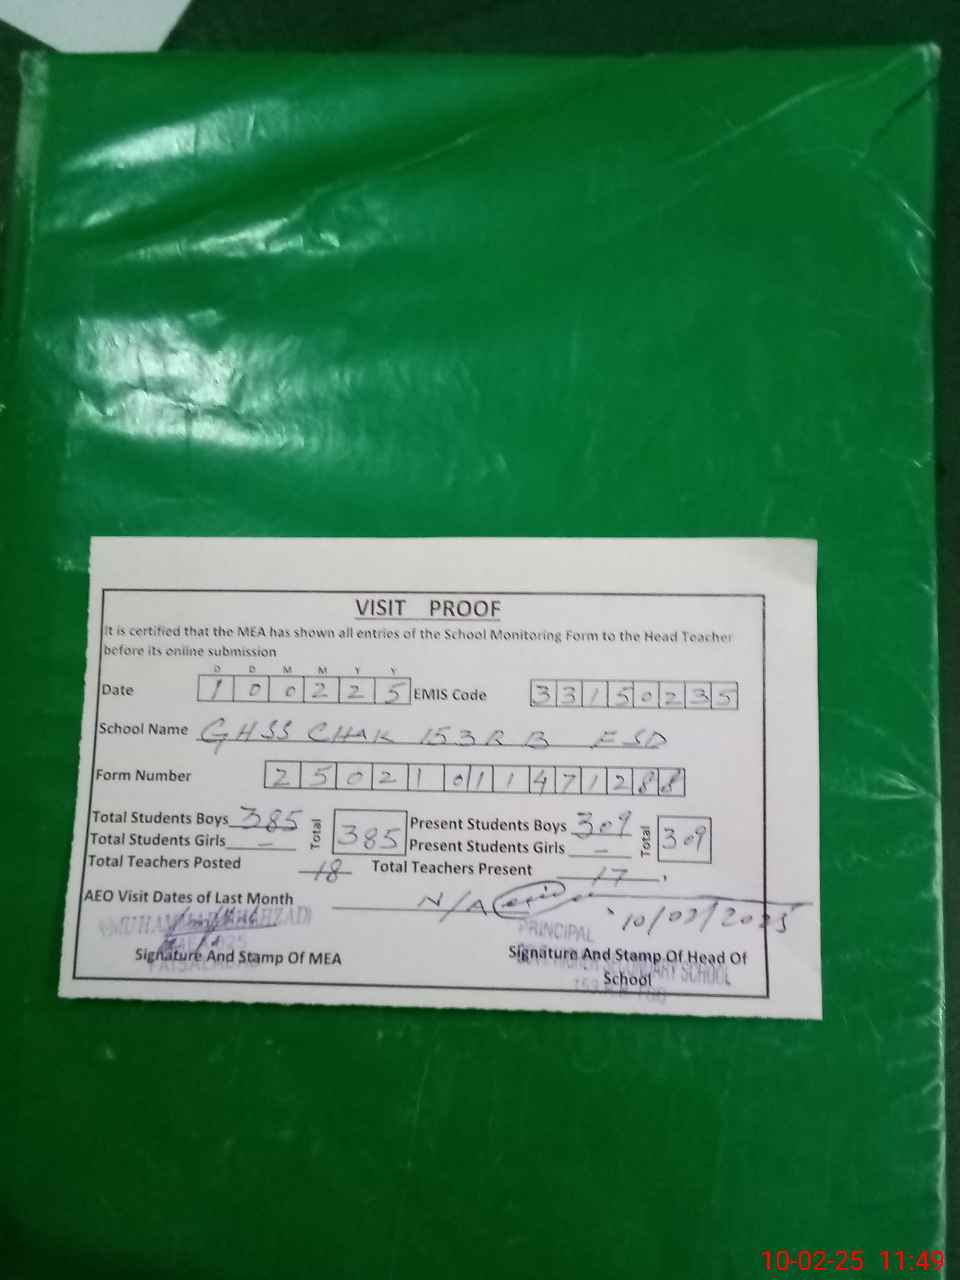 VISIT PROOF
It is certified that the MEA has shown all entries of the School Monitoring Form to the Head Teacher
before its online submission
D D M M Y Y
Date 1 0 0 2 2 5 EMIS Code 3 3 1 5 0 2 3 5
School Name GHSS CHAK 153 R B FSD
Form Number 2 5 0 2 1 0 1 1 4 7 1 2 8 8
Total Students Boys 385 Total 385 Present Students Boys 309 Total 309
Total Students Girls - Present Students Girls -
Total Teachers Posted 18 Total Teachers Present 17
AEO Visit Dates of Last Month N/A
10/02/2025
PRINCIPAL
Signature And Stamp Of MEA Signature And Stamp Of Head Of
School
SCHOOL
10-02-25 11:49